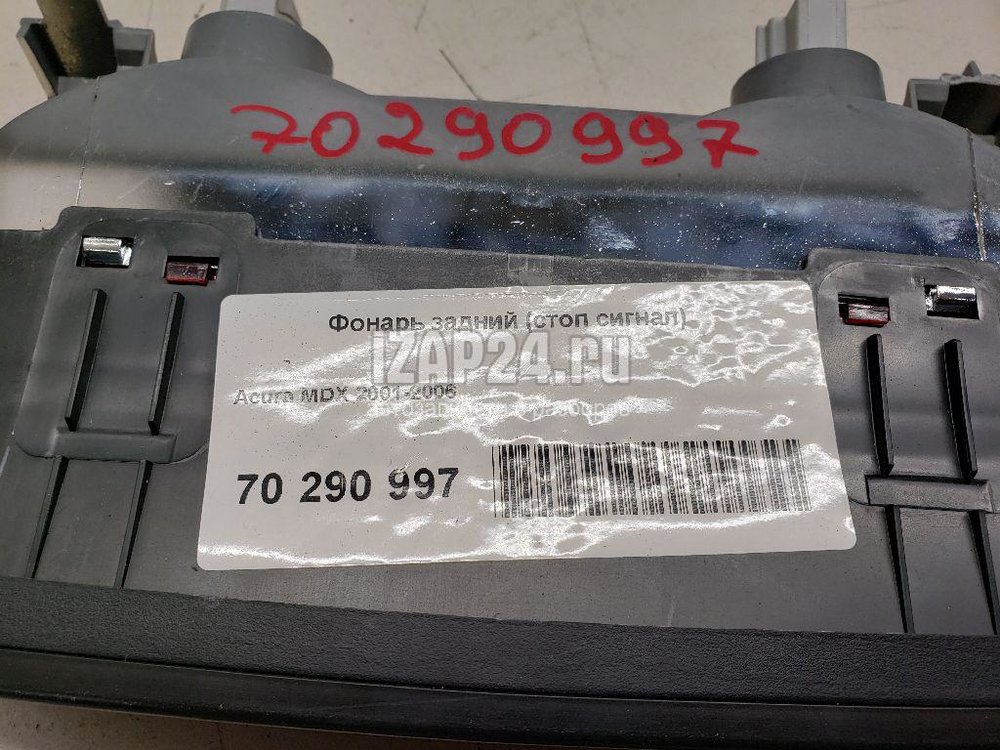 70290997
Фонарь задний (стоп сигнал)
IZAP24.ru
Acura MDX 2001-2006
70 290 997